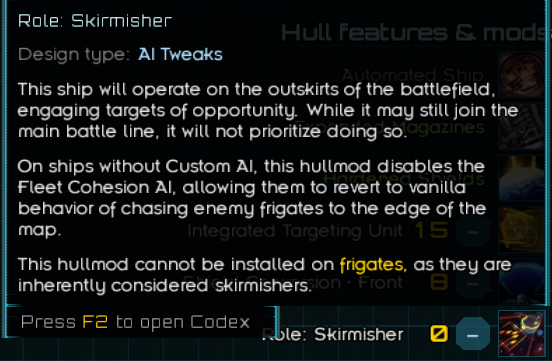 Role: Skirmisher
Hull features & mods
Design type: AI Tweaks
Automated Ship
This ship will operate on the outskirts of the battlefield,
engaging targets of opportunity. While it may still join the
main battle line, it will not prioritize doing so.
Expanded Magazines
On ships without Custom AI, this hullmod disables the
Hardened Shields
Fleet Cohesion AI, allowing them to revert to vanilla
behavior of chasing enemy frigates to the edge of the
map.
Integrated Targeting Unit 15
This hullmod cannot be installed on frigates, as they are
inherently considered skirmishers.
Front 8
Press F2 to open Codex
Role: Skirmisher 0